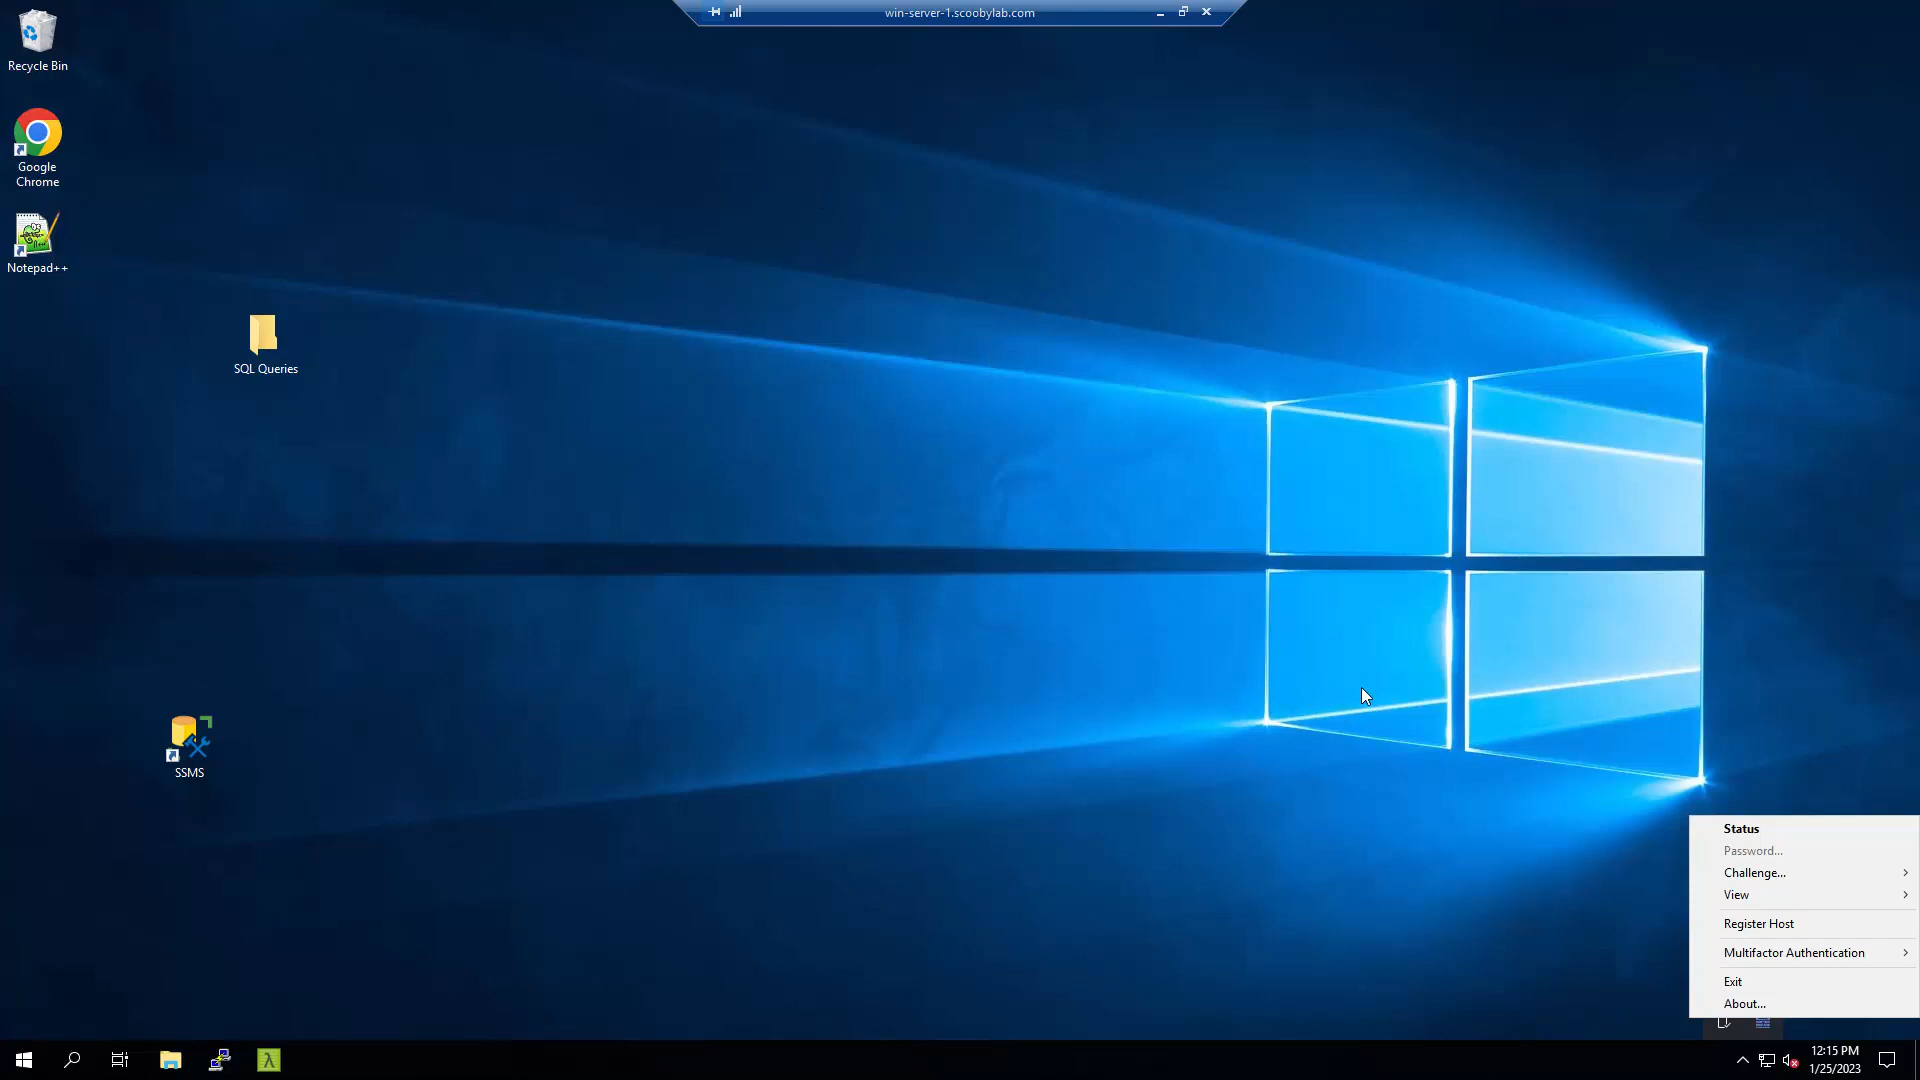 win-server-1.scoobylab.com
Recycle Bin
Google
Chrome
Notepad++
SQL Queries
SSMS
Status
Password...
Challenge...
View
Register Host
Multifactor Authentication
Exit
About...
12:15 PM
1/25/2023